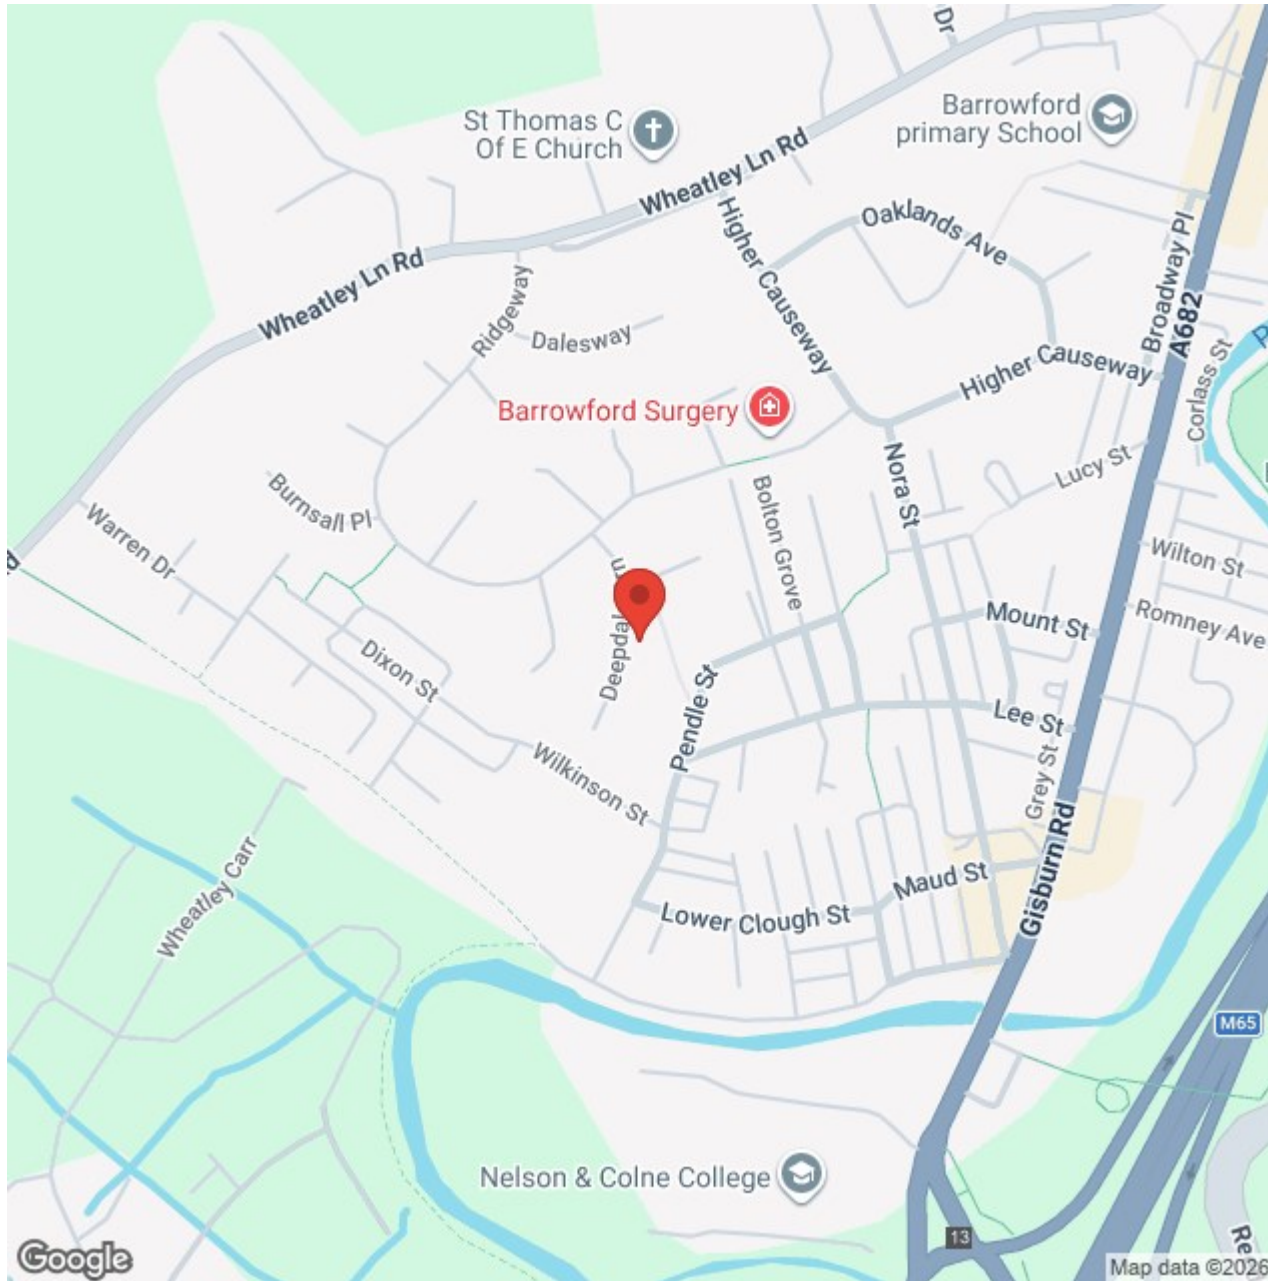 Dr
St Thomas C
Of E Church
Barrowford
primary School
Wheatley Ln Rd
Oaklands Ave
Higher Causeway
Broadway Pl
A682
Wheatley Ln Rd
Ridgeway
Dalesway
Higher Causeway
Corlass St
Barrowford Surgery
Lucy St
Nora St
Bolton Grove
Burnsall Pl
Warren Dr
Wilton St
Romney Ave
Mount St
Dixon St
Pendle St
Lee St
Wilkinson St
Grey St
Wheatley Carr
Maud St
Lower Clough St
Gisburn Rd
M65
Nelson & Colne College
13
Google
Map data ©2026